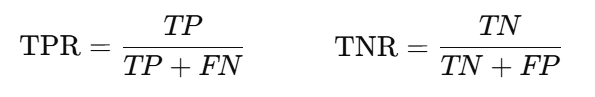 TPR = TP / (TP + FN)    TNR = TN / (TN + FP)